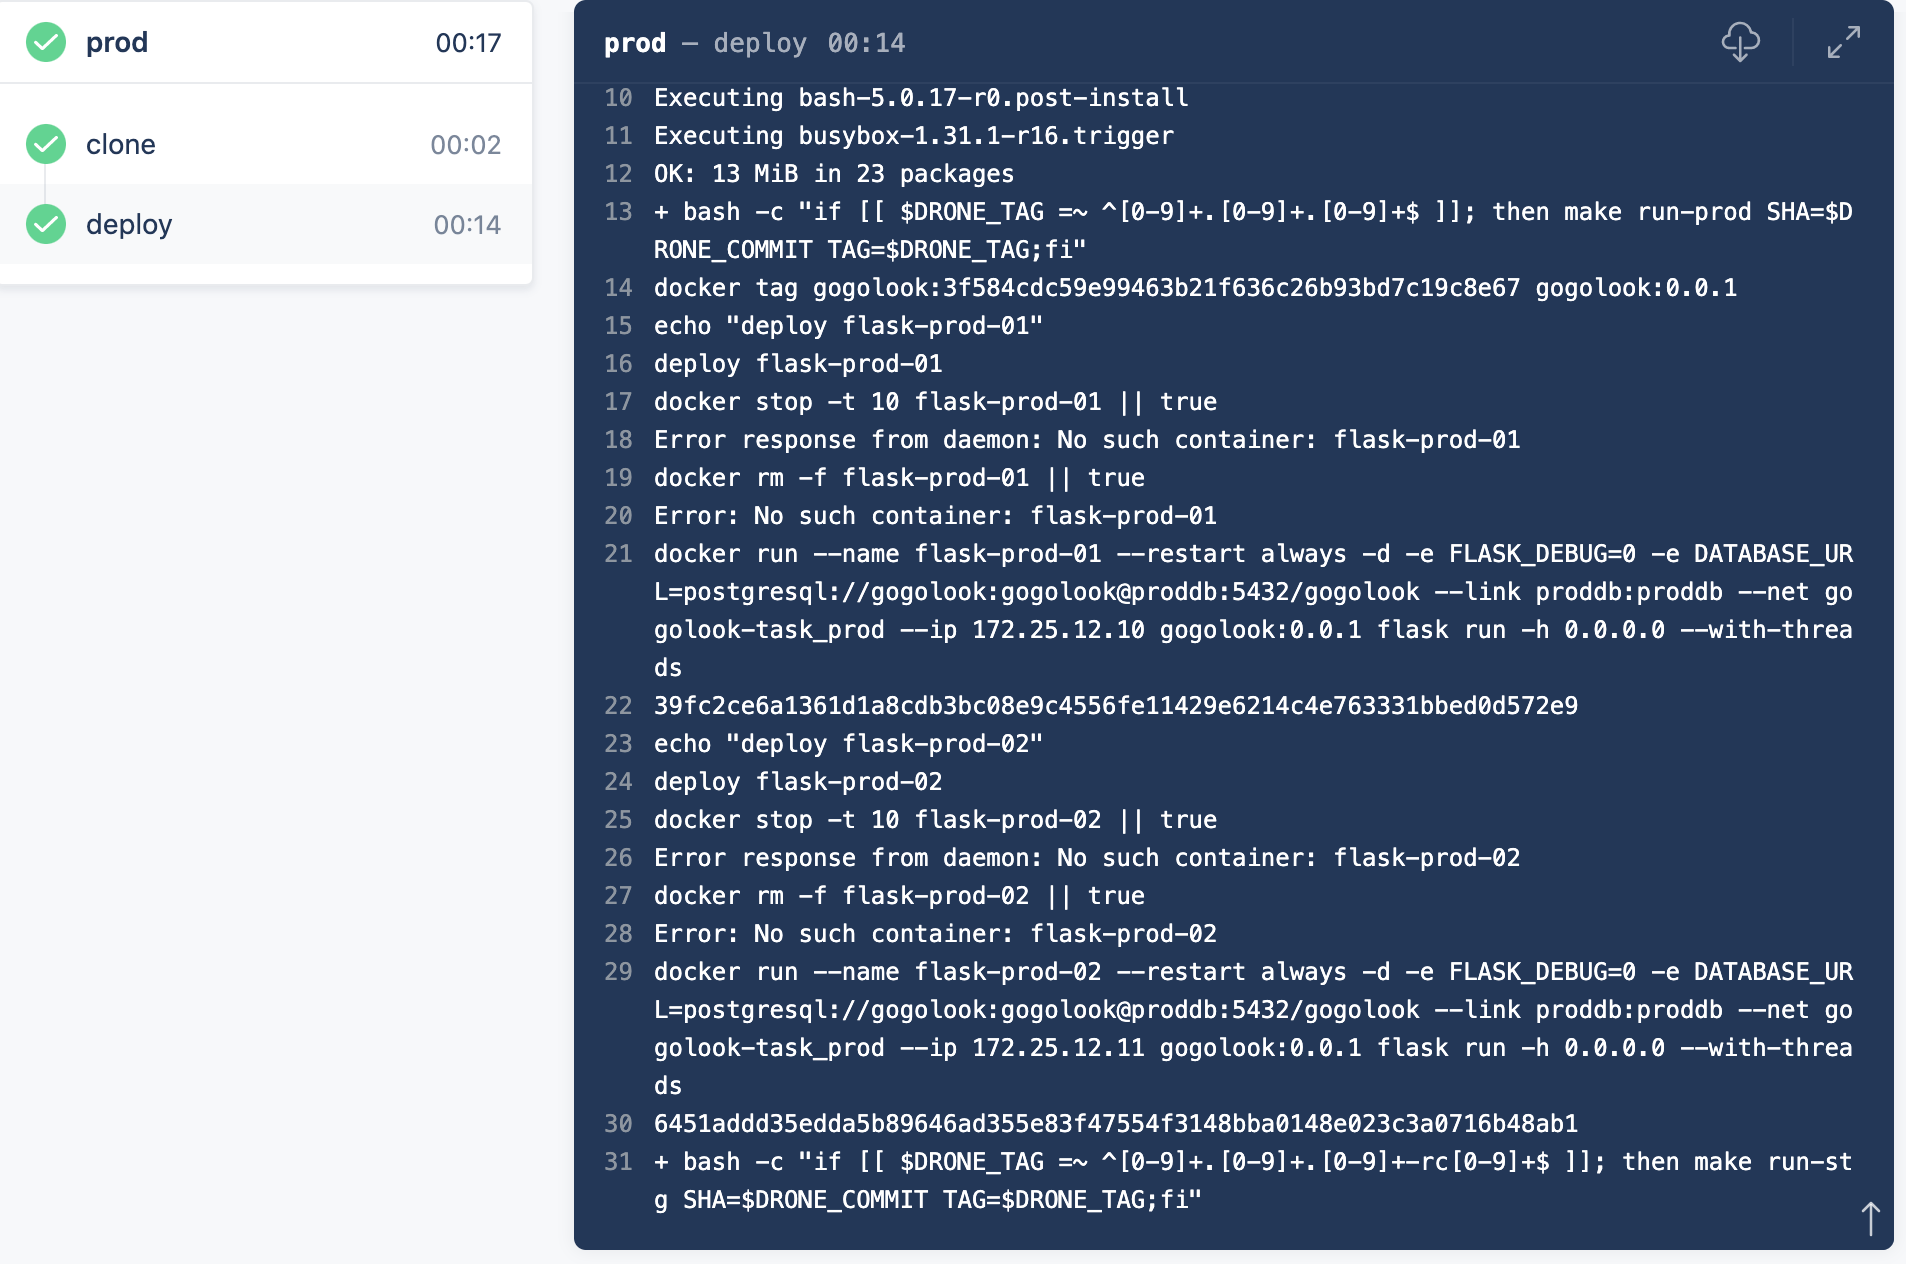 prod 00:17
clone 00:02
deploy 00:14
prod — deploy 00:14
10 Executing bash-5.0.17-r0.post-install
11 Executing busybox-1.31.1-r16.trigger
12 OK: 13 MiB in 23 packages
13 + bash -c "if [[ $DRONE_TAG =~ ^[0-9]+.[0-9]+.[0-9]+$ ]]; then make run-prod SHA=$D
RONE_COMMIT TAG=$DRONE_TAG;fi"
14 docker tag gogolook:3f584cdc59e99463b21f636c26b93bd7c19c8e67 gogolook:0.0.1
15 echo "deploy flask-prod-01"
16 deploy flask-prod-01
17 docker stop -t 10 flask-prod-01 || true
18 Error response from daemon: No such container: flask-prod-01
19 docker rm -f flask-prod-01 || true
20 Error: No such container: flask-prod-01
21 docker run --name flask-prod-01 --restart always -d -e FLASK_DEBUG=0 -e DATABASE_UR
L=postgresql://gogolook:gogolook@proddb:5432/gogolook --link proddb:proddb --net go
golook-task_prod --ip 172.25.12.10 gogolook:0.0.1 flask run -h 0.0.0.0 --with-threa
ds
22 39fc2ce6a1361d1a8cdb3bc08e9c4556fe11429e6214c4e763331bbed0d572e9
23 echo "deploy flask-prod-02"
24 deploy flask-prod-02
25 docker stop -t 10 flask-prod-02 || true
26 Error response from daemon: No such container: flask-prod-02
27 docker rm -f flask-prod-02 || true
28 Error: No such container: flask-prod-02
29 docker run --name flask-prod-02 --restart always -d -e FLASK_DEBUG=0 -e DATABASE_UR
L=postgresql://gogolook:gogolook@proddb:5432/gogolook --link proddb:proddb --net go
golook-task_prod --ip 172.25.12.11 gogolook:0.0.1 flask run -h 0.0.0.0 --with-threa
ds
30 6451addd35edda5b89646ad355e83f47554f3148bba0148e023c3a0716b48ab1
31 + bash -c "if [[ $DRONE_TAG =~ ^[0-9]+.[0-9]+.[0-9]+-rc[0-9]+$ ]]; then make run-st
g SHA=$DRONE_COMMIT TAG=$DRONE_TAG;fi"